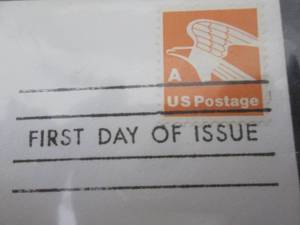 A
US Postage
FIRST DAY OF ISSUE